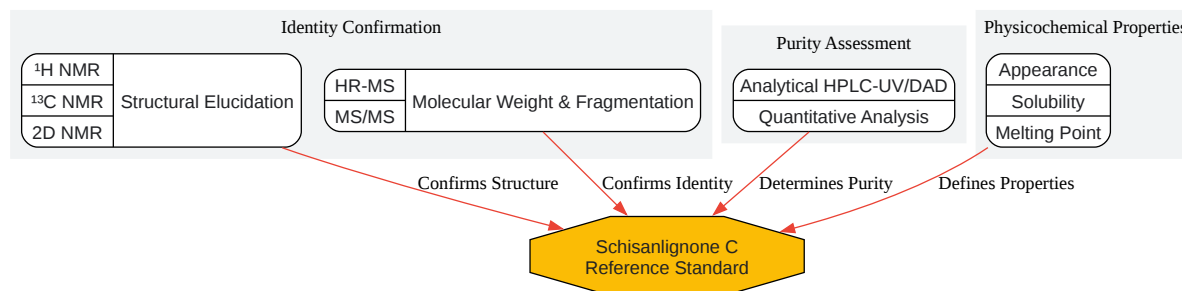 Identity Confirmation
¹H NMR
¹³C NMR
2D NMR
Structural Elucidation
HR-MS
MS/MS
Molecular Weight & Fragmentation
Purity Assessment
Analytical HPLC-UV/DAD
Quantitative Analysis
Physicochemical Properties
Appearance
Solubility
Melting Point
Confirms Structure
Confirms Identity
Determines Purity
Defines Properties
Schisanlignone C
Reference Standard